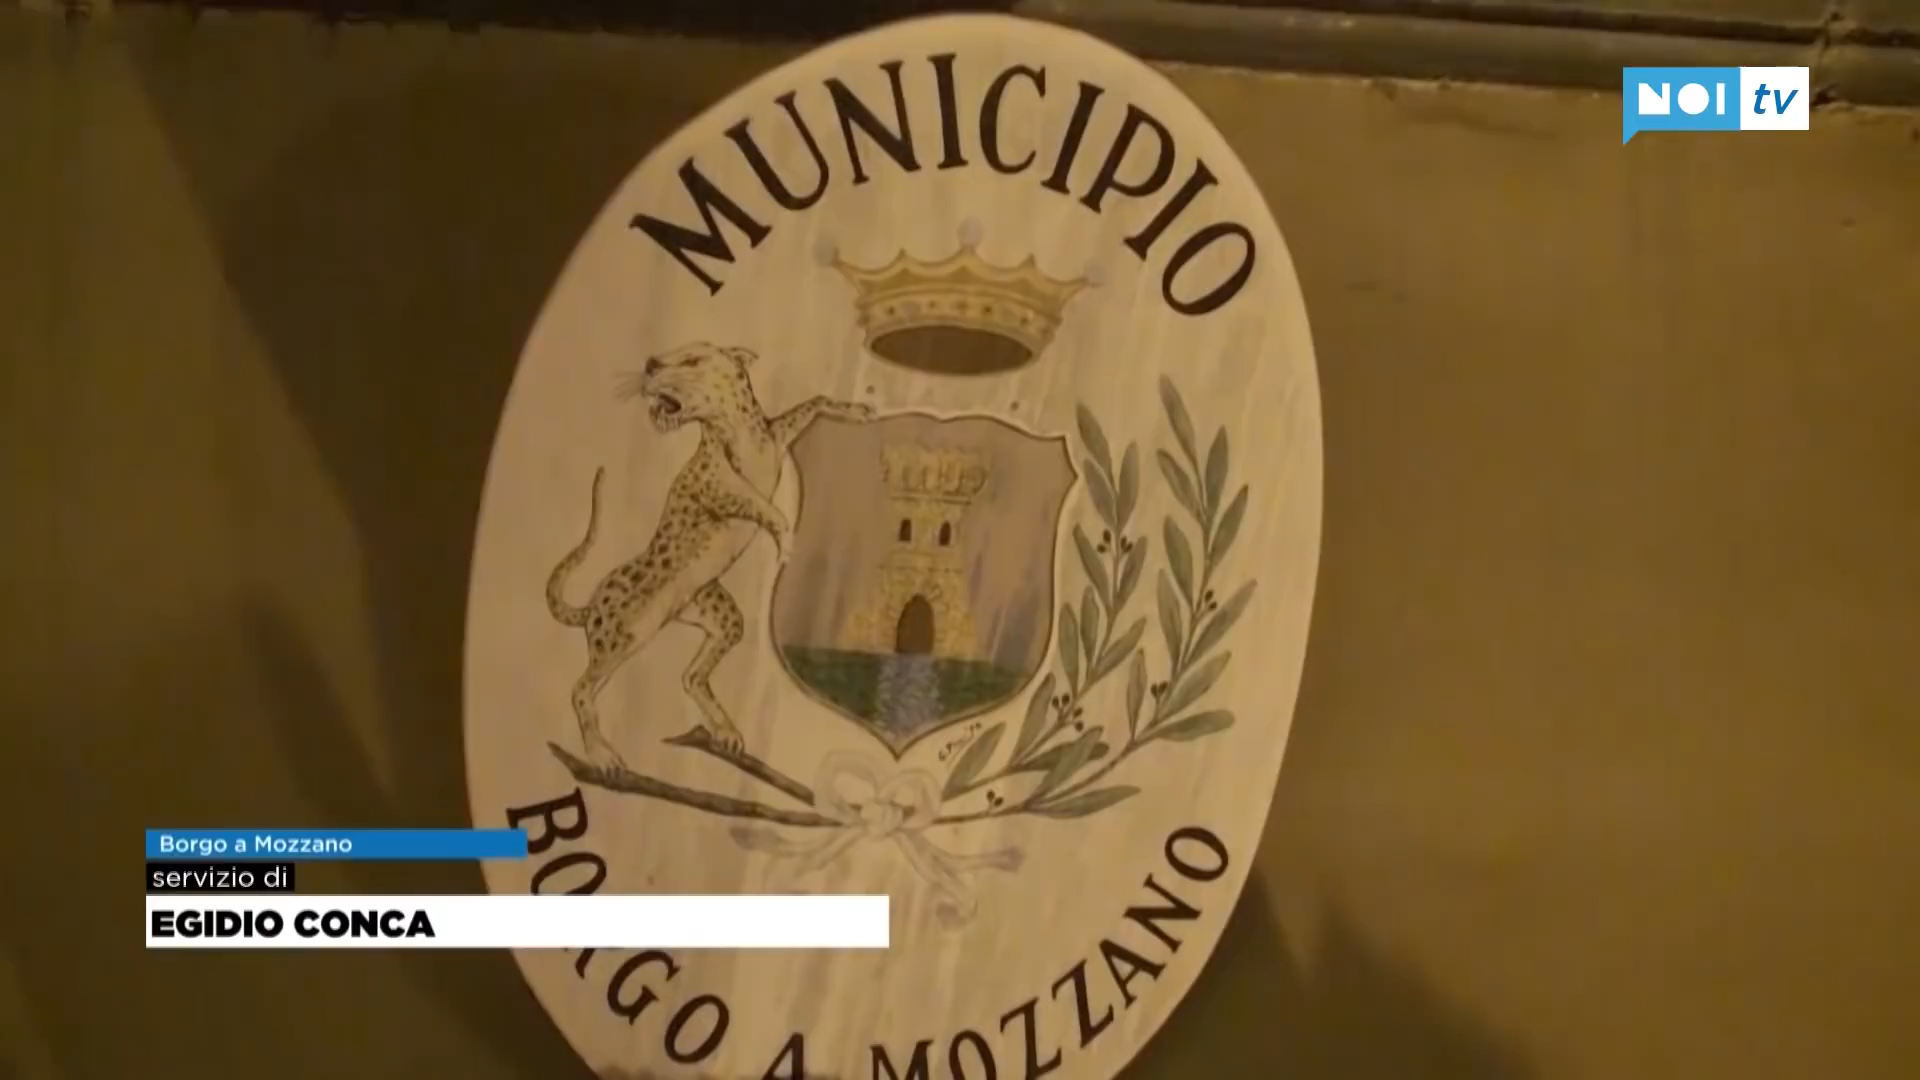 MUNICIPIO
NOI tv
Borgo a Mozzano
servizio di
EGIDIO CONCA
BORGO A MOZZANO